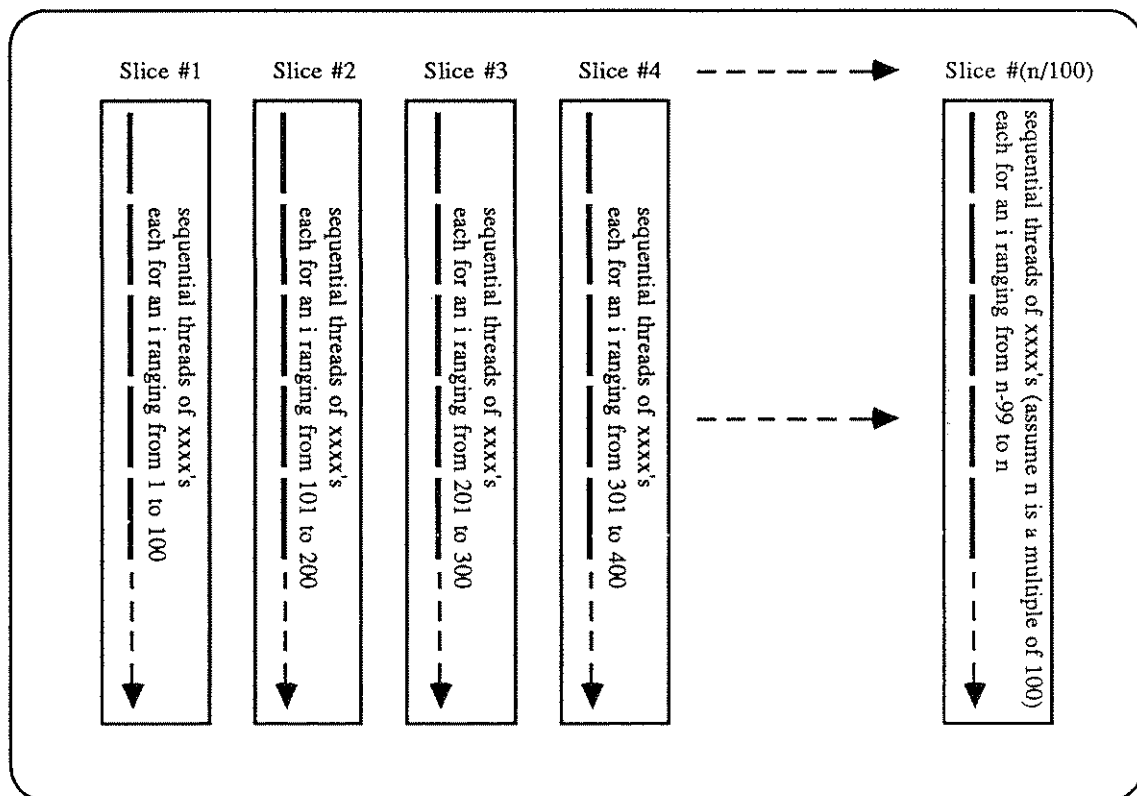 Slice #1
Slice #2
Slice #3
Slice #4
Slice #(n/100)
sequential threads of xxxx's
each for an i ranging from 1 to 100
sequential threads of xxxx's
each for an i ranging from 101 to 200
sequential threads of xxxx's
each for an i ranging from 201 to 300
sequential threads of xxxx's
each for an i ranging from 301 to 400
sequential threads of xxxx's (assume n is a multiple of 100)
each for an i ranging from n-99 to n